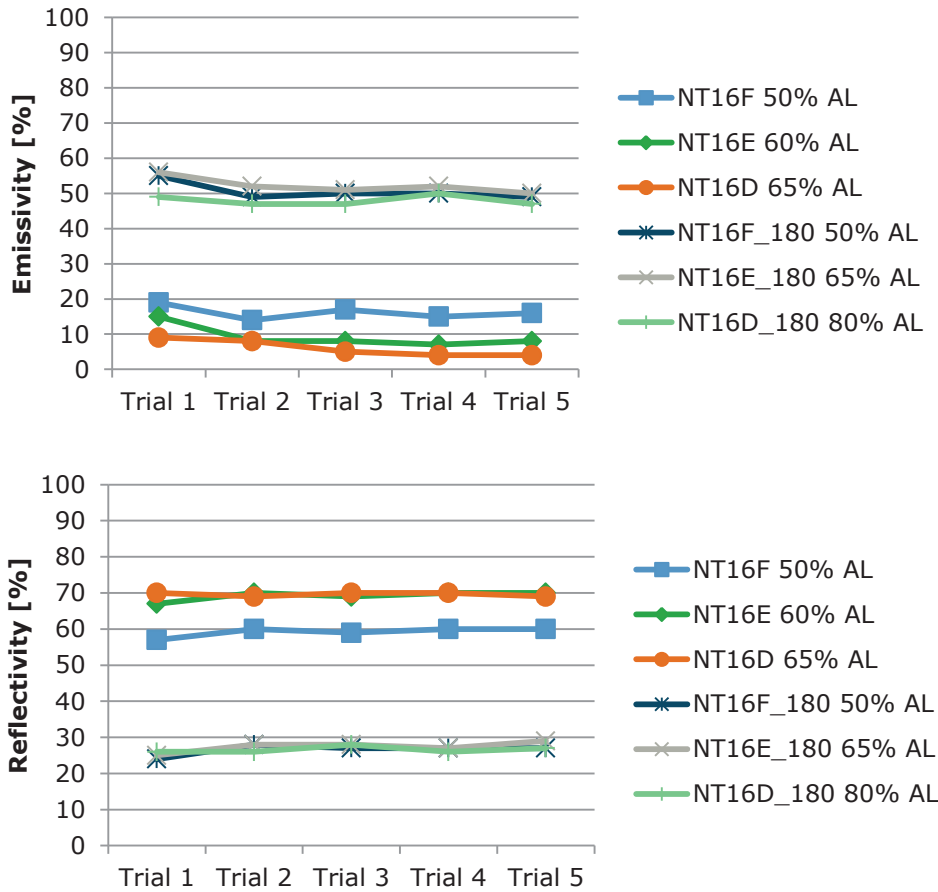 Emissivity [%]
100
90
80
70
60
50
40
30
20
10
0
Trial 1 Trial 2 Trial 3 Trial 4 Trial 5
NT16F 50% AL
NT16E 60% AL
NT16D 65% AL
NT16F_180 50% AL
NT16E_180 65% AL
NT16D_180 80% AL
Reflectivity [%]
100
90
80
70
60
50
40
30
20
10
0
Trial 1 Trial 2 Trial 3 Trial 4 Trial 5
NT16F 50% AL
NT16E 60% AL
NT16D 65% AL
NT16F_180 50% AL
NT16E_180 65% AL
NT16D_180 80% AL